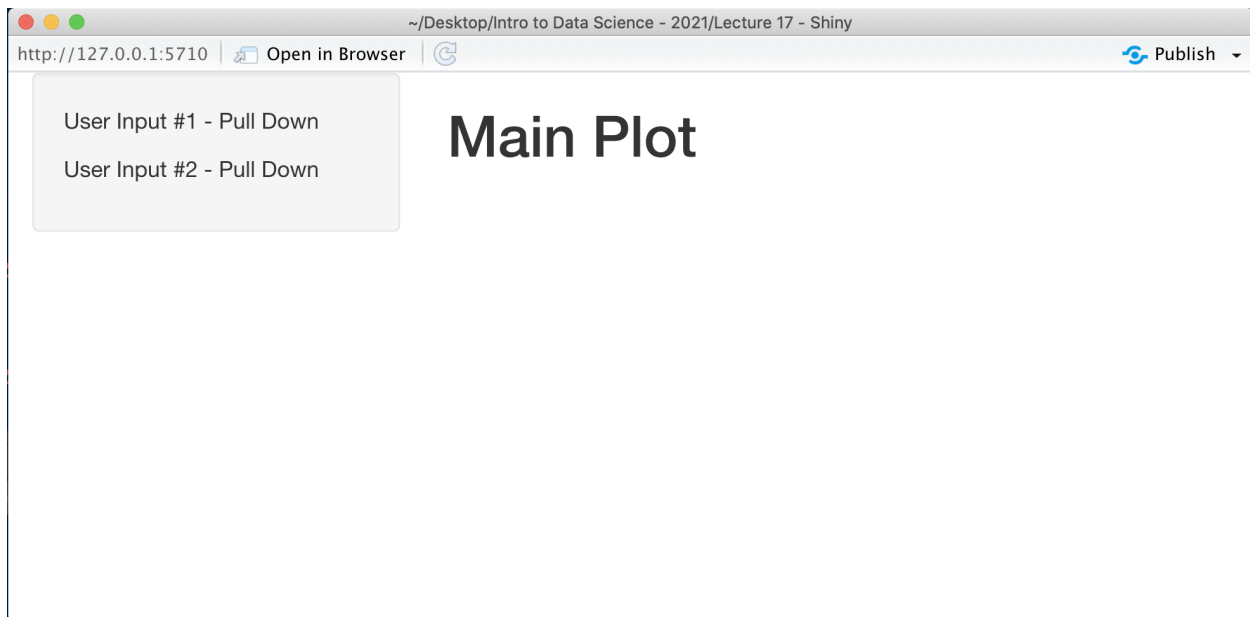 ~/Desktop/Intro to Data Science - 2021/Lecture 17 - Shiny
http://127.0.0.1:5710 Open in Browser Publish
User Input #1 - Pull Down
User Input #2 - Pull Down
Main Plot